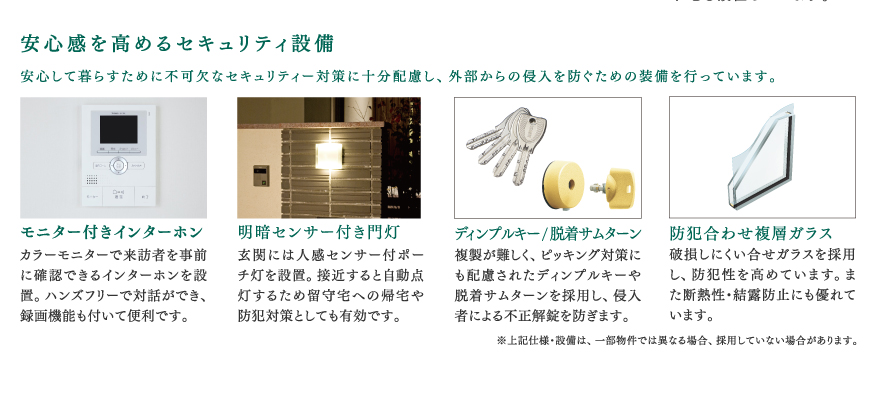 安心感を高めるセキュリティ設備
安心して暮らすために不可欠なセキュリティー対策に十分配慮し、外部からの侵入を防ぐための装備を行っています。
モニター付きインターホン
カラーモニターで来訪者を事前
に確認できるインターホンを設
置。ハンズフリーで対話ができ、
録画機能も付いて便利です。
明暗センサー付き門灯
玄関には人感センサー付ポー
チ灯を設置。接近すると自動点
灯するため留守宅への帰宅や
防犯対策としても有効です。
ディンプルキー/脱着サムターン
複製が難しく、ピッキング対策に
も配慮されたディンプルキーや
脱着サムターンを採用し、侵入
者による不正解錠を防ぎます。
防犯合わせ複層ガラス
破損しにくい合せガラスを採用
し、防犯性を高めています。ま
た断熱性・結露防止にも優れて
います。
※上記仕様・設備は、一部物件では異なる場合、採用していない場合があります。